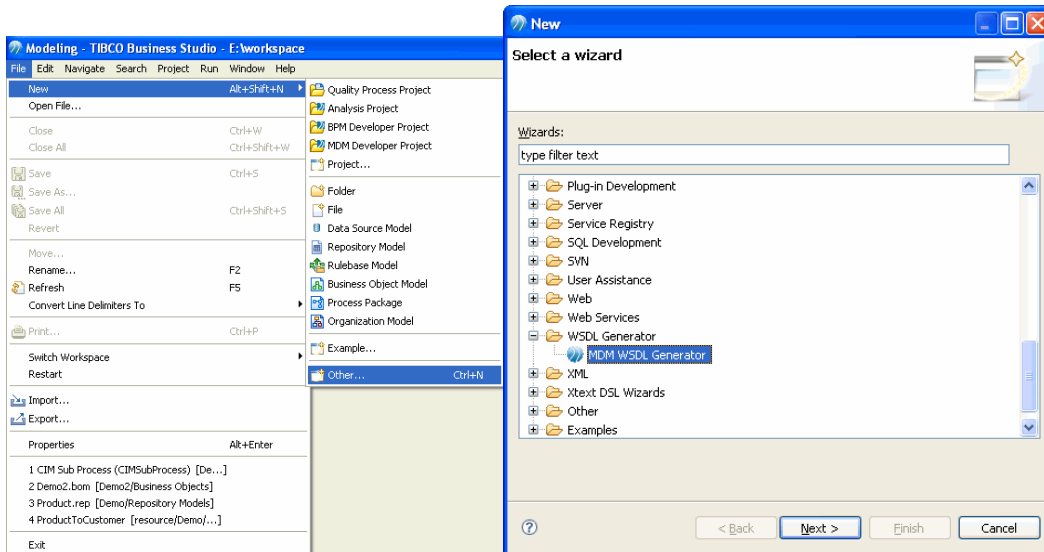 Modeling - TIBCO Business Studio - E:\workspace
File Edit Navigate Search Project Run Window Help
New Alt+Shift+N
Open File...
Close Ctrl+W
Close All Ctrl+Shift+W
Save Ctrl+S
Save As...
Save All Ctrl+Shift+S
Revert
Move...
Rename... F2
Refresh F5
Convert Line Delimiters To
Print... Ctrl+P
Switch Workspace
Restart
Import...
Export...
Properties Alt+Enter
1 CIM Sub Process (CIMSubProcess) [De...]
2 Demo2.bom [Demo2/Business Objects]
3 Product.rep [Demo/Repository Models]
4 ProductToCustomer [resource/Demo/...]
Exit
Quality Process Project
Analysis Project
BPM Developer Project
MDM Developer Project
Project...
Folder
File
Data Source Model
Repository Model
Rulebase Model
Business Object Model
Process Package
Organization Model
Example...
Other... Ctrl+N
New
Select a wizard
Wizards:
type filter text
Plug-in Development
Server
Service Registry
SQL Development
SVN
User Assistance
Web
Web Services
WSDL Generator
MDM WSDL Generator
XML
Xtext DSL Wizards
Other
Examples
? < Back Next > Finish Cancel